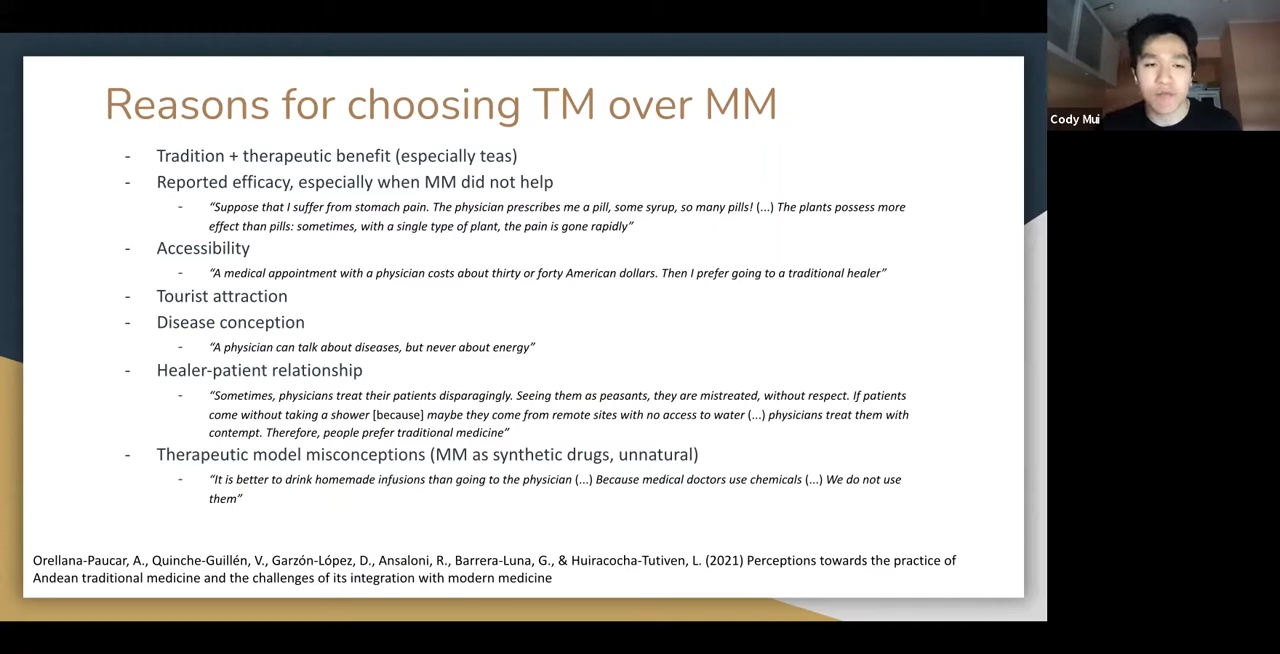 Reasons for choosing TM over MM
- Tradition + therapeutic benefit (especially teas)
- Reported efficacy, especially when MM did not help
- “Suppose that I suffer from stomach pain. The physician prescribes me a pill, some syrup, so many pills! (...) The plants possess more
effect than pills: sometimes, with a single type of plant, the pain is gone rapidly”
- Accessibility
- “A medical appointment with a physician costs about thirty or forty American dollars. Then I prefer going to a traditional healer”
- Tourist attraction
- Disease conception
- “A physician can talk about diseases, but never about energy”
- Healer-patient relationship
- “Sometimes, physicians treat their patients disparagingly. Seeing them as peasants, they are mistreated, without respect. If patients
come without taking a shower [because] maybe they come from remote sites with no access to water (...) physicians treat them with
contempt. Therefore, people prefer traditional medicine”
- Therapeutic model misconceptions (MM as synthetic drugs, unnatural)
- “It is better to drink homemade infusions than going to the physician (...) Because medical doctors use chemicals (...) We do not use
them”
Orellana-Paucar, A., Quinche-Guillén, V., Garzón-López, D., Ansaloni, R., Barrera-Luna, G., & Huiracocha-Tutiven, L. (2021) Perceptions towards the practice of
Andean traditional medicine and the challenges of its integration with modern medicine
Cody Mui